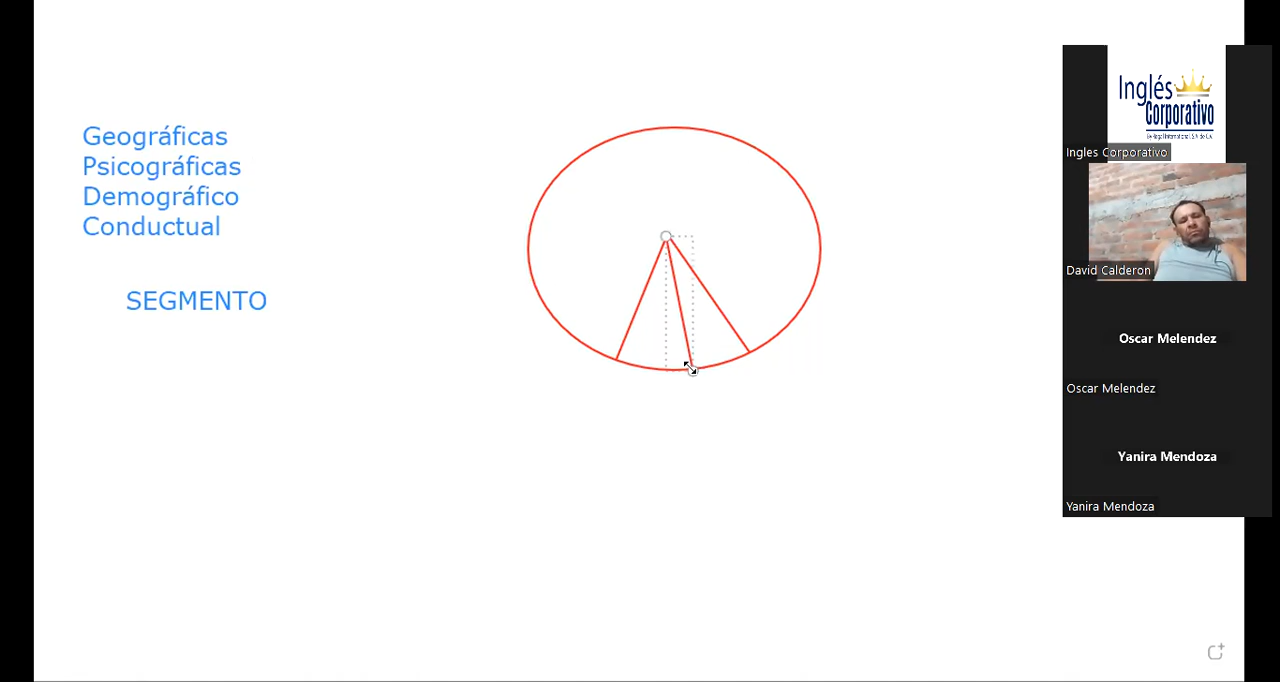 Geográficas
Psicográficas
Demográfico
Conductual
SEGMENTO
Inglés
Corporativo
Ingles Corporativo
David Calderon
Oscar Melendez
Oscar Melendez
Yanira Mendoza
Yanira Mendoza